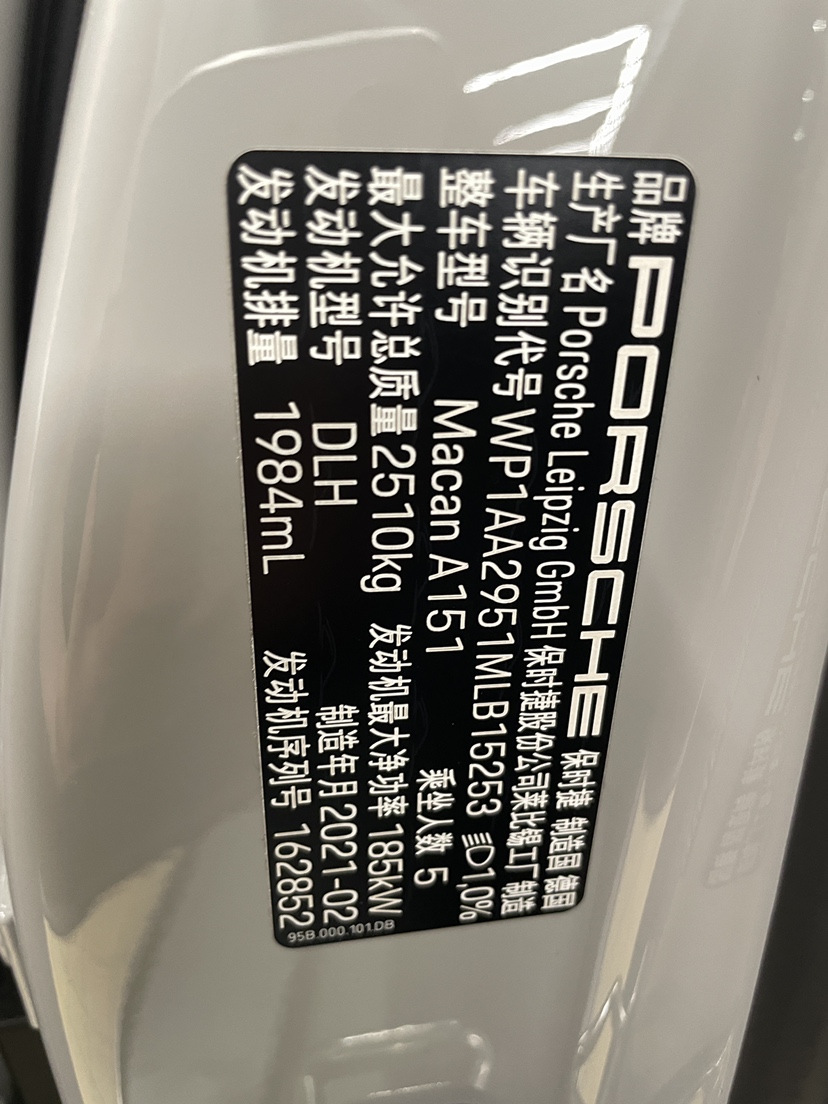 品牌 PORSCHE 保时捷 制造国 德国
生产厂名 Porsche Leipzig GmbH 保时捷股份公司莱比锡工厂 制造
车辆识别代号 WP1AA2951MLB15253 1,0%
整车型号 Macan A151 乘坐人数 5
最大允许总质量 2510kg 发动机最大净功率 185kW
发动机型号 DLH 制造年月 2021-02
发动机排量 1984mL 发动机序列号 162852
95B.000.101.DB